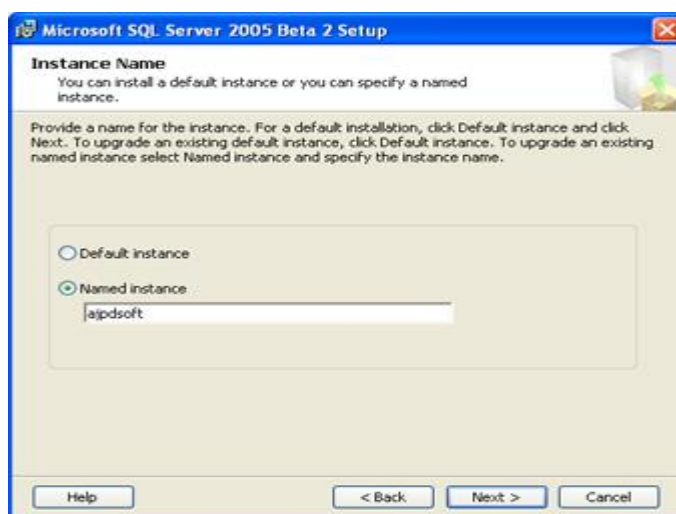 Microsoft SQL Server 2005 Beta 2 Setup
Instance Name
You can install a default instance or you can specify a named
instance.
Provide a name for the instance. For a default installation, click Default instance and click
Next. To upgrade an existing default instance, click Default instance. To upgrade an existing
named instance select Named instance and specify the instance name.
Default instance
Named instance
ajpdsoft
Help
< Back
Next >
Cancel